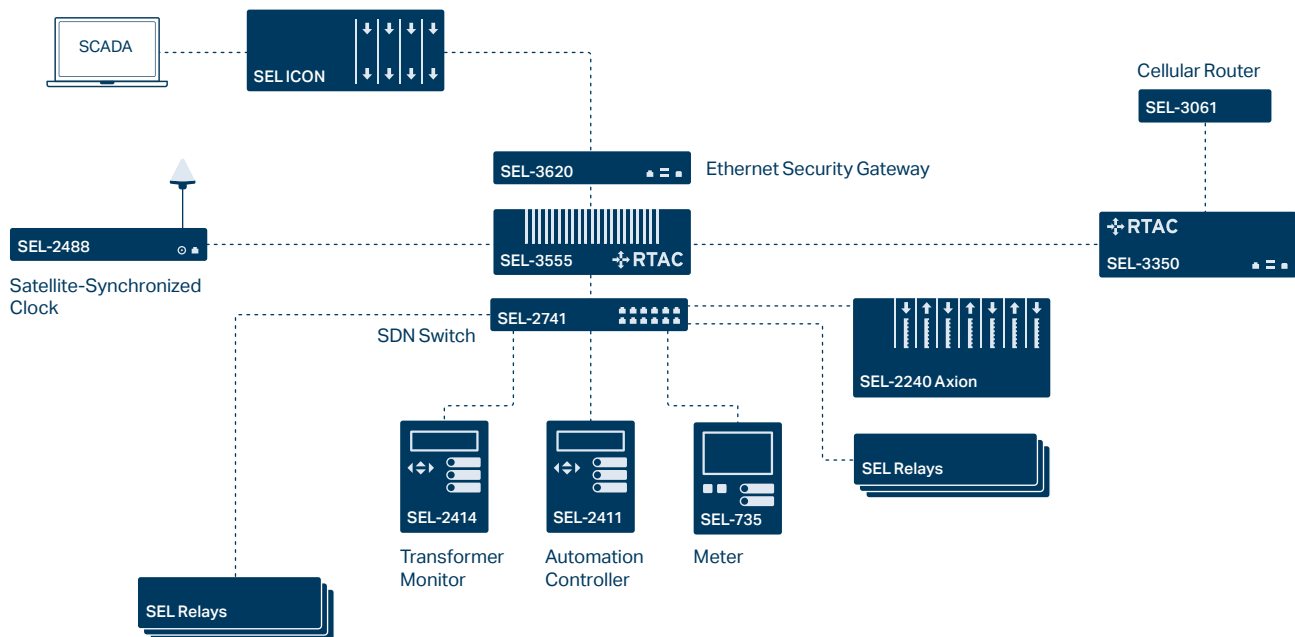 SCADA
SEL ICON
Cellular Router
SEL-3061
SEL-3620
Ethernet Security Gateway
SEL-2488
Satellite-Synchronized
Clock
SEL-3555
RTAC
RTAC
SEL-3350
SEL-2741
SDN Switch
SEL-2240 Axion
SEL Relays
SEL-2414
Transformer
Monitor
SEL-2411
Automation
Controller
SEL-735
Meter
SEL Relays